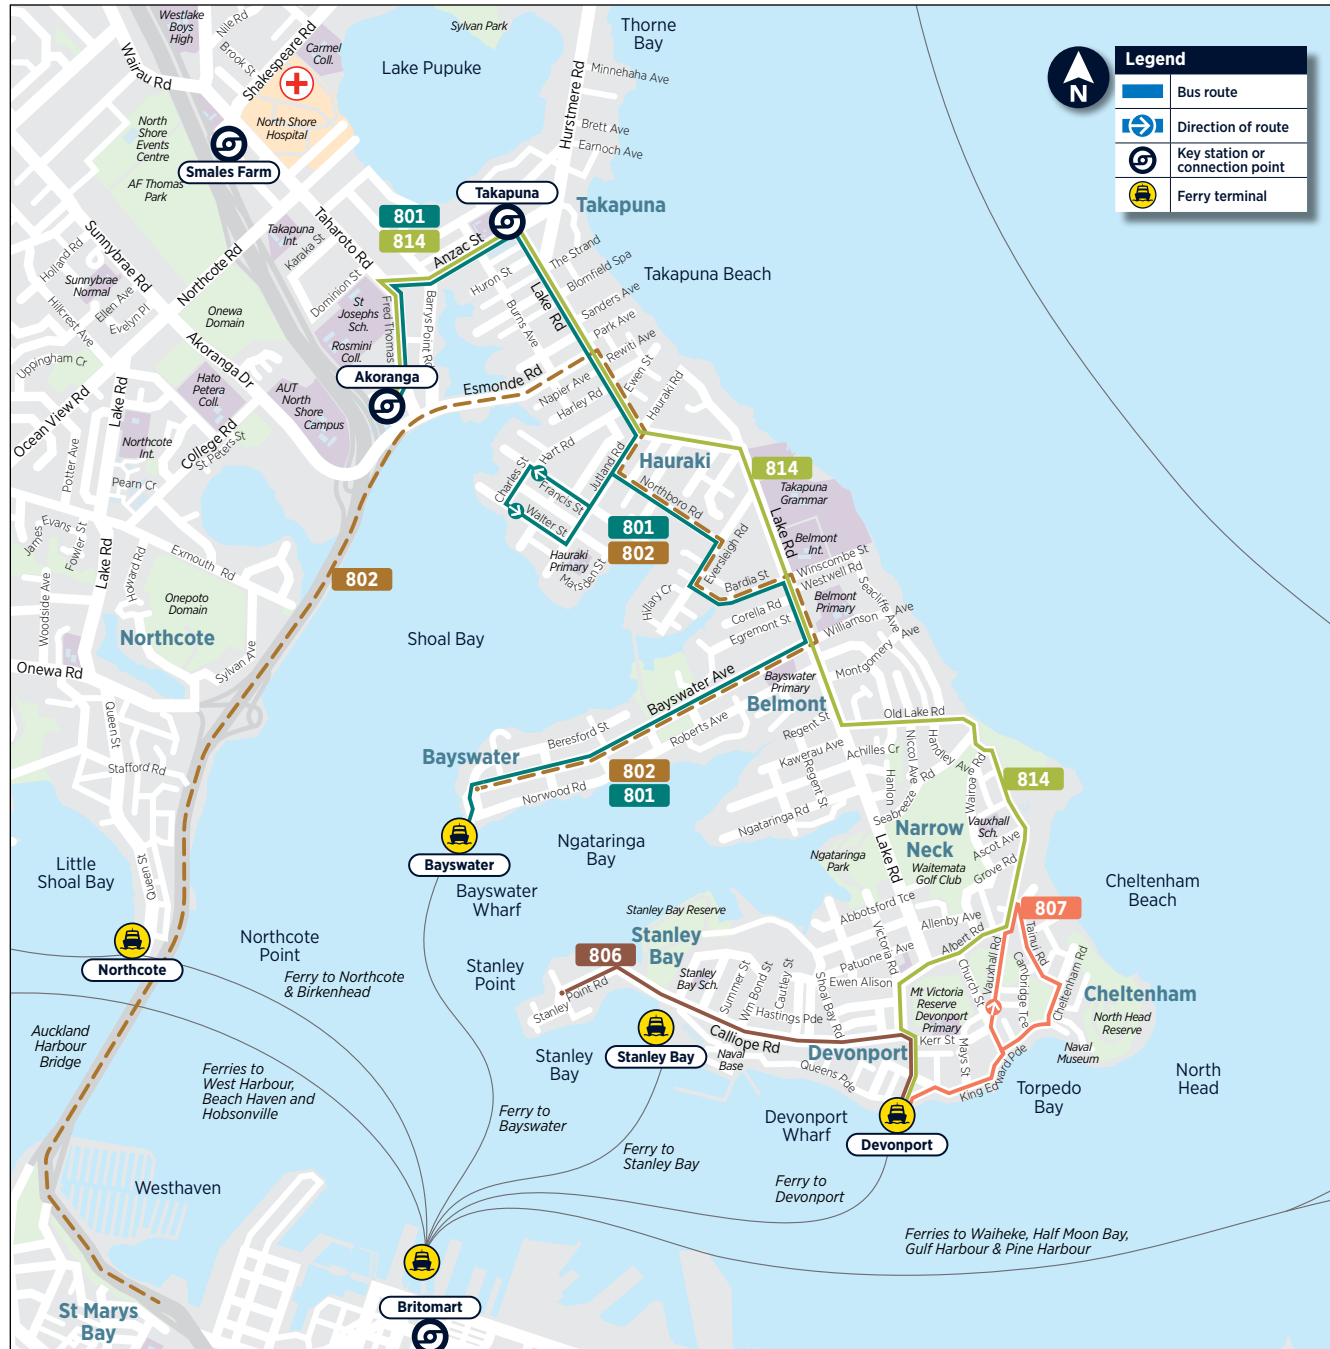 Westlake
Boys
High
Nile Rd
Brook St
Shakespeare Rd
Carmel
Coll.
Sylvan Park
Thorne
Bay
Lake Pupuke
Wairau Rd
Minnehaha Ave
Hurstmere Rd
Brett Ave
Earnoch Ave
N
Legend
Bus route
Direction of route
Key station or
connection point
Ferry terminal
North
Shore
Events
Centre
North Shore
Hospital
Smales Farm
AF Thomas
Park
Takapuna
Takapuna
801
814
Anzac St
Takapuna
Int.
Karaka St
Taharoto Rd
Sunnybrae Rd
Holland Rd
Sunnybrae
Normal
Northcote Rd
Ellen Ave
Evelyn Pl
Hillcrest Ave
Dominion St
The Strand
Blomfield Spa
Takapuna Beach
Huron St
Lake Rd
Sanders Ave
Park Ave
Burns Ave
Rewiti Ave
St
Josephs
Sch.
Fred Thomas
Barrys Point Rd
Onewa
Domain
Rosmini
Coll.
Akoranga Dr
Uppingham Cr
Akoranga
Esmonde Rd
Napier Ave
Harley Rd
Ewen St
Hauraki Rd
Ocean View Rd
Lake Rd
Hato
Petera
Coll.
AUT
North
Shore
Campus
College Rd
St Peters St
Northcote
Int.
Potter Ave
Pearn Cr
Hart Rd
Charles St
Francis St
Walter St
Jutland Rd
Hauraki
814
Takapuna
Grammar
Northboro Rd
801
802
Lake Rd
Belmont
Int.
Eversleigh Rd
Hauraki
Primary
Marsden St
James
Evans
Fowler St
Lake Rd
Howard Rd
Exmouth Rd
802
Woodside Ave
Onepoto
Domain
Northcote
Shoal Bay
Hillary Cr
Bardia St
Winscombe St
Westwell Rd
Seacliffe Ave
Belmont
Primary
Corella Rd
Egremont St
Williamson Ave
Montgomery Ave
Onewa Rd
Sylvan Ave
Bayswater Ave
Bayswater
Primary
Belmont
Queen St
Stafford Rd
Beresford St
Roberts Ave
Regent St
Old Lake Rd
Bayswater
802
801
Norwood Rd
Kawerau Ave
Achilles Cr
Niccol Ave
Handley Ave
Regent St
Hanlon
Seabreeze Rd
Wairoa Rd
814
Ngataringa Rd
Vauxhall
Sch.
Narrow
Neck
Ascot Ave
Bayswater
Ngataringa
Bay
Ngataringa
Park
Lake Rd
Waitemata
Golf Club
Grove Rd
Little
Shoal Bay
Queen St
Bayswater
Wharf
Cheltenham
Beach
Abbotsford Tce
Stanley Bay Reserve
Allenby Ave
807
Northcote
Northcote
Point
Ferry to Northcote
& Birkenhead
Stanley
Point
806
Stanley
Bay
Victoria Rd
Albert Rd
Tainui Rd
Patuone Ave
Church St
Vauxhall Rd
Cambridge Tce
Cheltenham Rd
Stanley
Bay Sch.
Summer St
Wm Bond St
Cautley St
Shoal Bay Rd
Ewen Alison
Mt Victoria
Reserve
Devonport
Primary
Cheltenham
Stanley
Point Rd
Hastings Pde
North Head
Reserve
Auckland
Harbour
Bridge
Calliope Rd
Stanley Bay
Stanley
Bay
Naval
Base
Devonport
Kerr St
Mays St
Queens Pde
Naval
Museum
King Edward Pde
Torpedo
Bay
North
Head
Ferries to
West Harbour,
Beach Haven and
Hobsonville
Ferry to
Bayswater
Devonport
Wharf
Devonport
Ferry to
Stanley Bay
Ferry to
Devonport
Westhaven
Ferries to Waiheke, Half Moon Bay,
Gulf Harbour & Pine Harbour
St Marys
Bay
Britomart